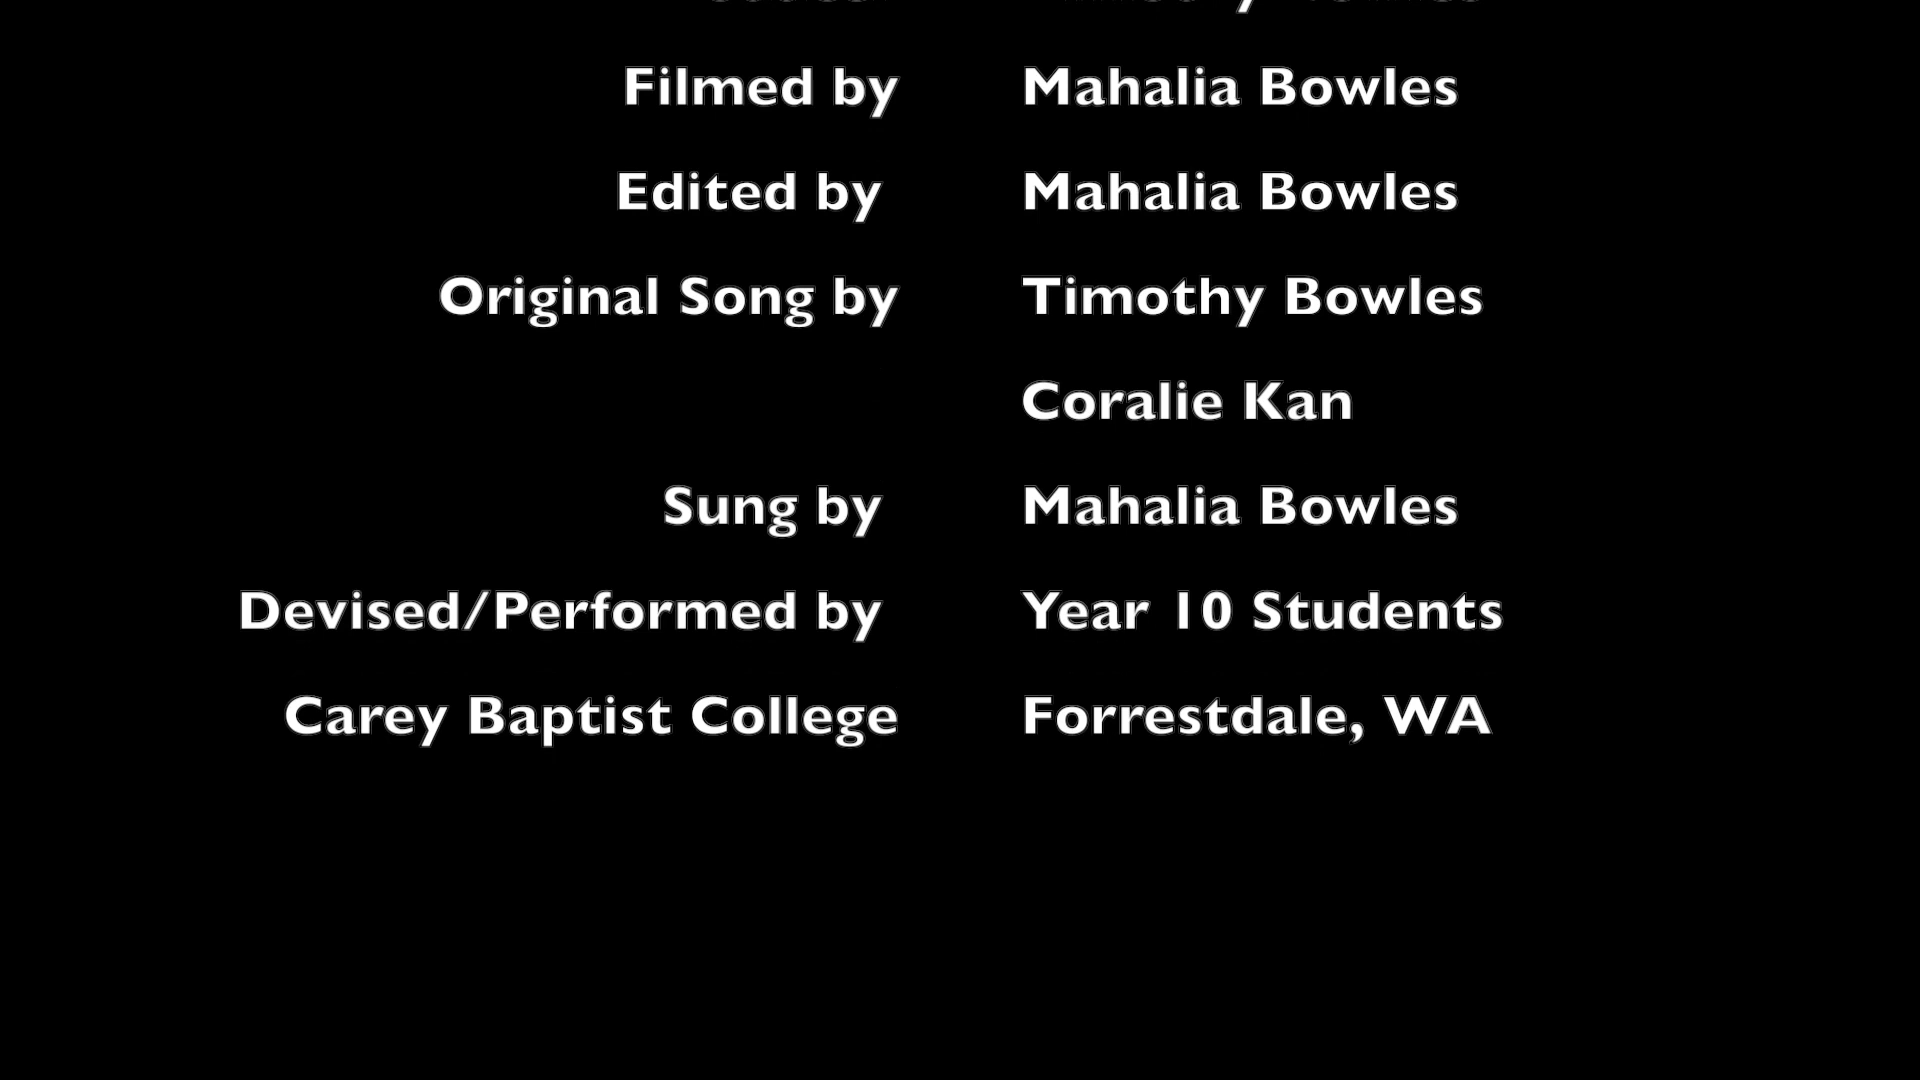 Filmed by Mahalia Bowles
Edited by Mahalia Bowles
Original Song by Timothy Bowles
Coralie Kan
Sung by Mahalia Bowles
Devised/Performed by Year 10 Students
Carey Baptist College Forrestdale, WA